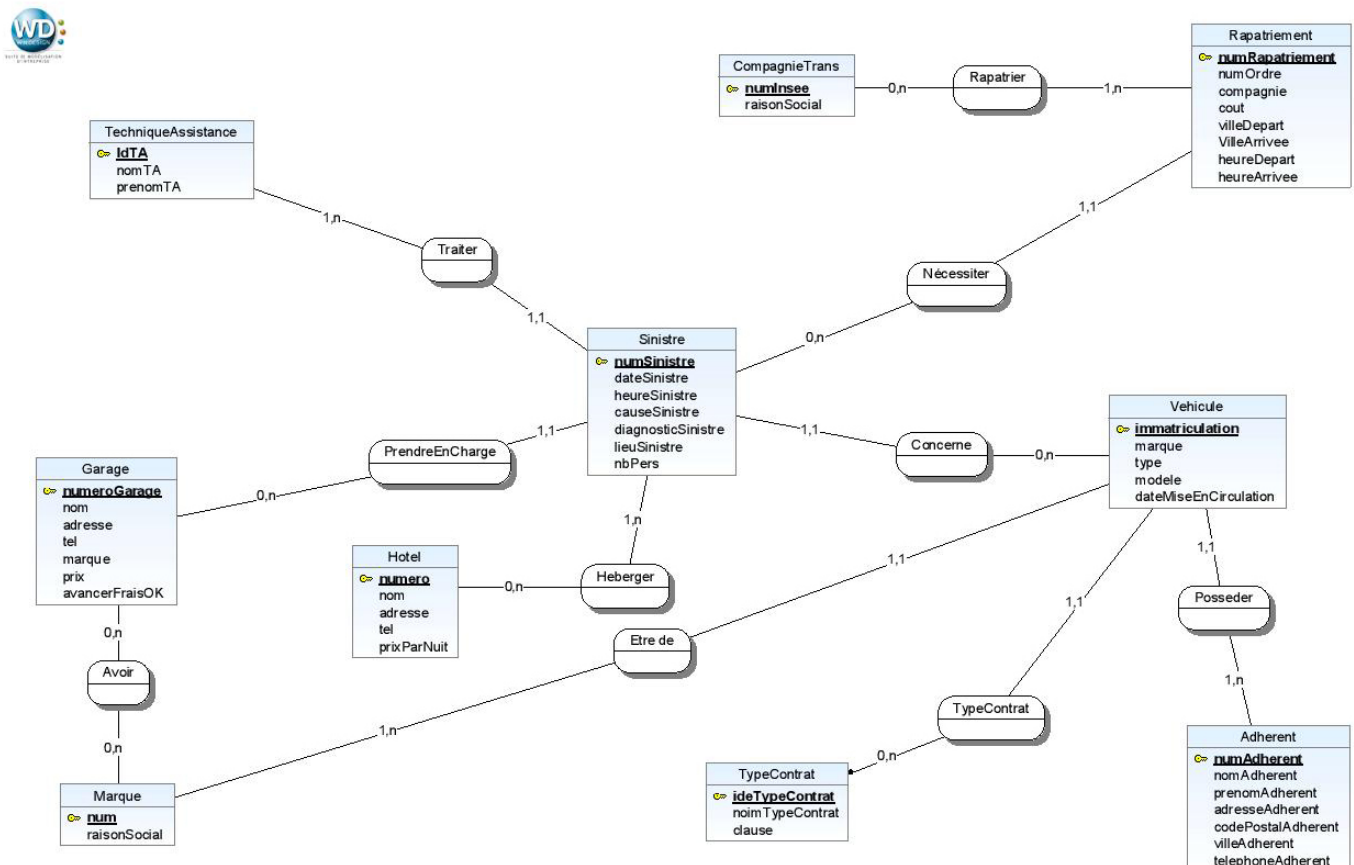 WD
WINDESIGN
SUITE DE MODELISATION
D'ENTREPRISE
CompagnieTrans
numInsee
raisonSocial
0,n
Rapatrier
1,n
Rapatriement
numRapatriement
numOrdre
compagnie
cout
villeDepart
VilleArrivee
heureDepart
heureArrivee
TechniqueAssistance
IdTA
nomTA
prenomTA
1,n
Traiter
1,1
1,1
Nécessiter
0,n
Sinistre
numSinistre
dateSinistre
heureSinistre
causeSinistre
diagnosticSinistre
lieuSinistre
nbPers
1,1
PrendreEnCharge
0,n
1,1
Concerne
0,n
Vehicule
immatriculation
marque
type
modele
dateMiseEnCirculation
Garage
numeroGarage
nom
adresse
tel
marque
prix
avancerFraisOK
1,n
Heberger
0,n
Hotel
numero
nom
adresse
tel
prixParNuit
1,1
Etre de
1,n
0,n
Avoir
0,n
Marque
num
raisonSocial
1,1
TypeContrat
0,n
TypeContrat
ideTypeContrat
noimTypeContrat
clause
1,1
Posseder
1,n
Adherent
numAdherent
nomAdherent
prenomAdherent
adresseAdherent
codePostalAdherent
villeAdherent
telephoneAdherent